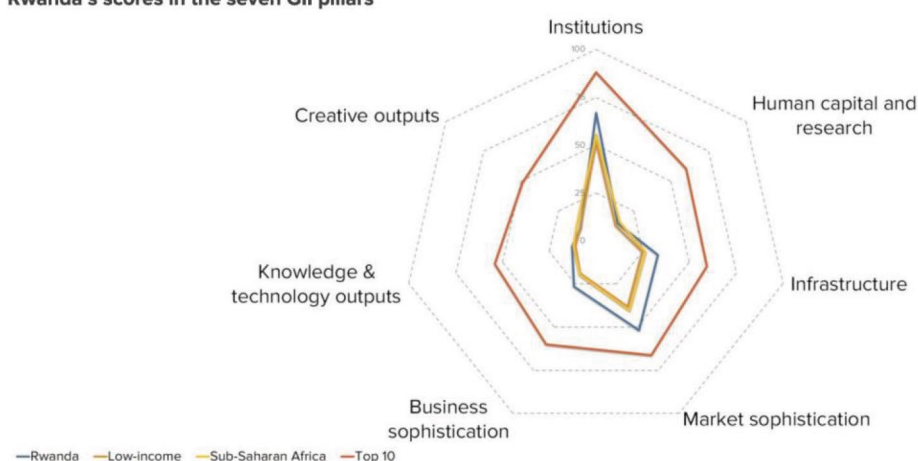 Rwanda's scores in the seven GII pillars
Institutions
100
Creative outputs
Human capital and
research
50
25
0
Knowledge &
technology outputs
Infrastructure
Business
sophistication
Market sophistication
Rwanda Low-income Sub-Saharan Africa Top 10